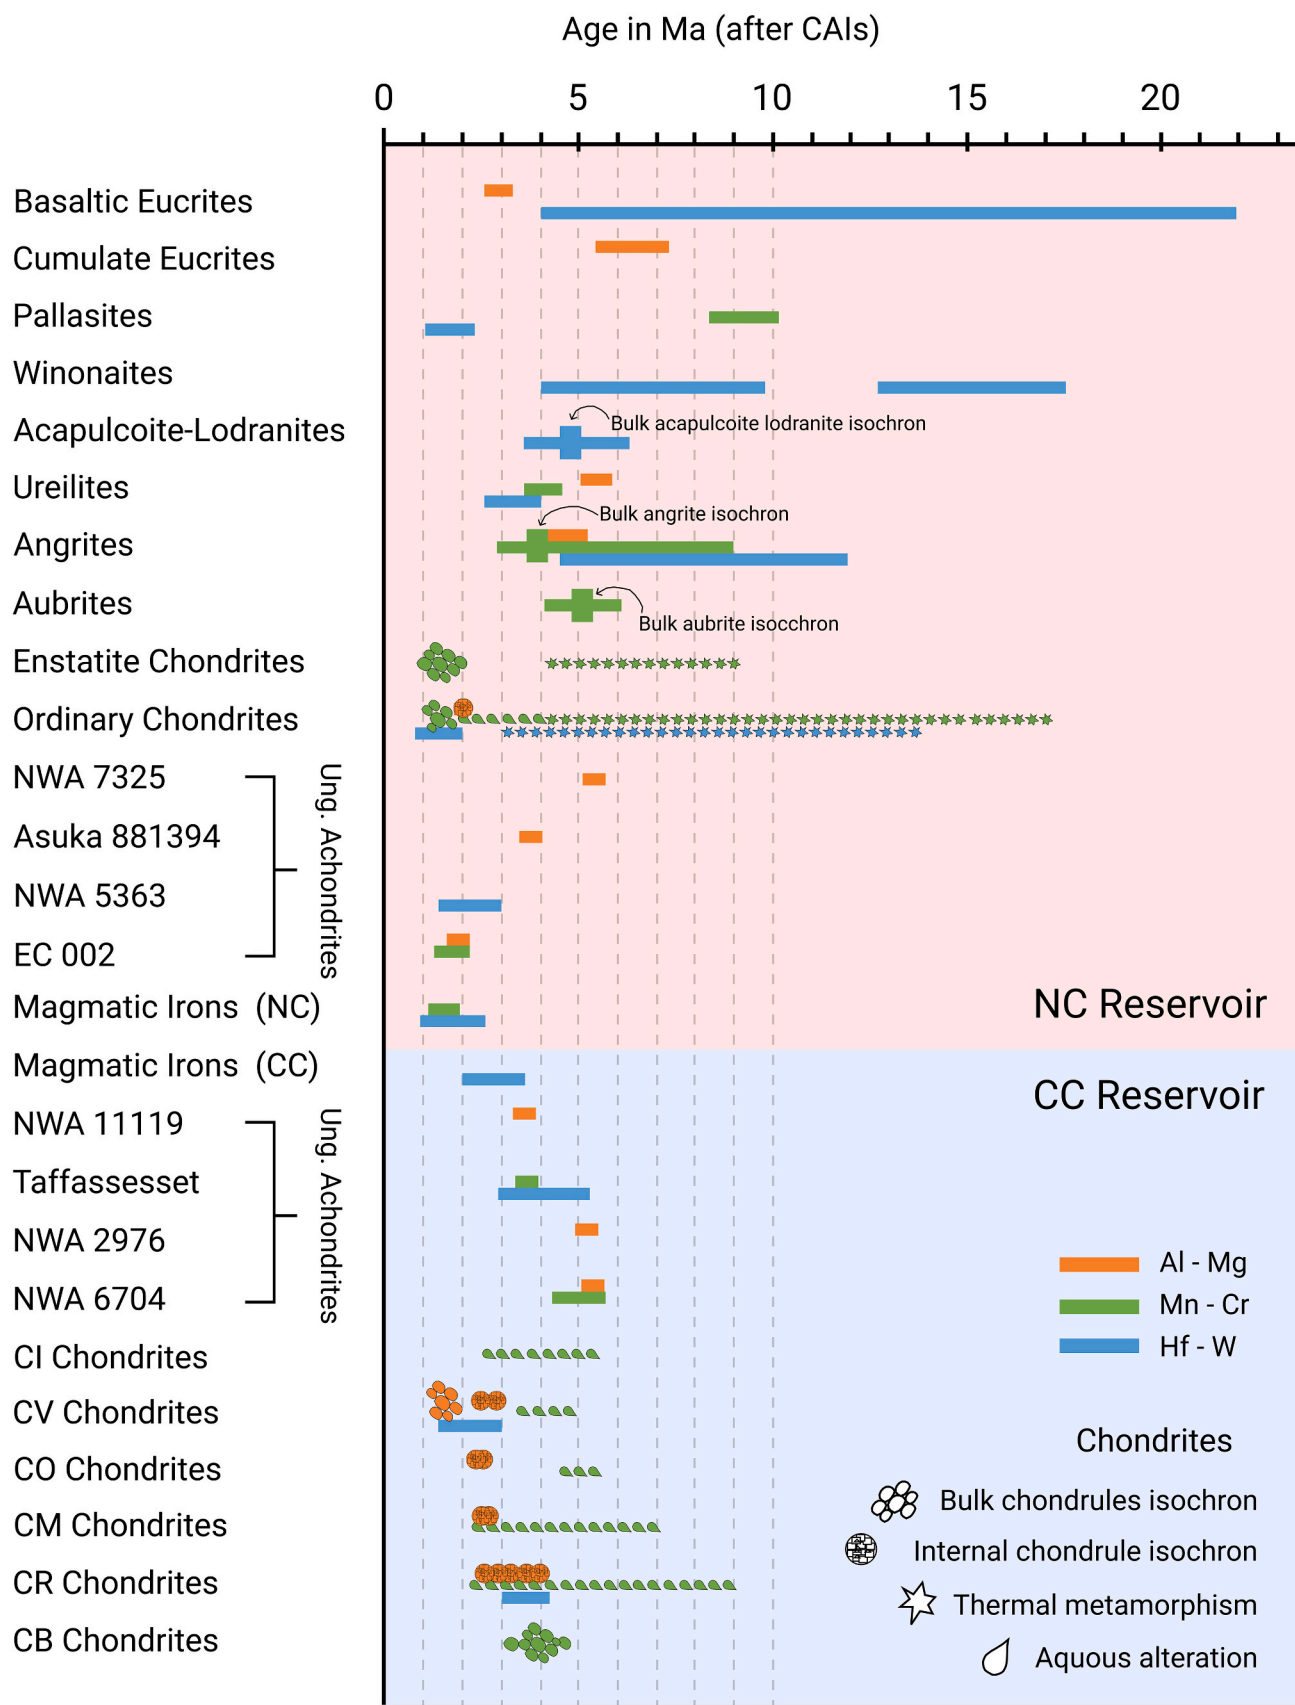 Age in Ma (after CAIs)
0 5 10 15 20
Basaltic Eucrites
Cumulate Eucrites
Pallasites
Winonaites
Bulk acapulcoite lodranite isochron
Acapulcoite-Lodranites
Ureilites
Bulk angrite isochron
Angrites
Aubrites
Bulk aubrite isocchron
Enstatite Chondrites
Ordinary Chondrites
NWA 7325
Asuka 881394
NWA 5363
EC 002
Ung. Achondrites
Magmatic Irons (NC)
NC Reservoir
Magmatic Irons (CC)
CC Reservoir
NWA 11119
Taffassesset
NWA 2976
NWA 6704
Ung. Achondrites
Al - Mg
Mn - Cr
Hf - W
CI Chondrites
CV Chondrites
CO Chondrites
CM Chondrites
CR Chondrites
CB Chondrites
Chondrites
Bulk chondrules isochron
Internal chondrule isochron
Thermal metamorphism
Aquous alteration